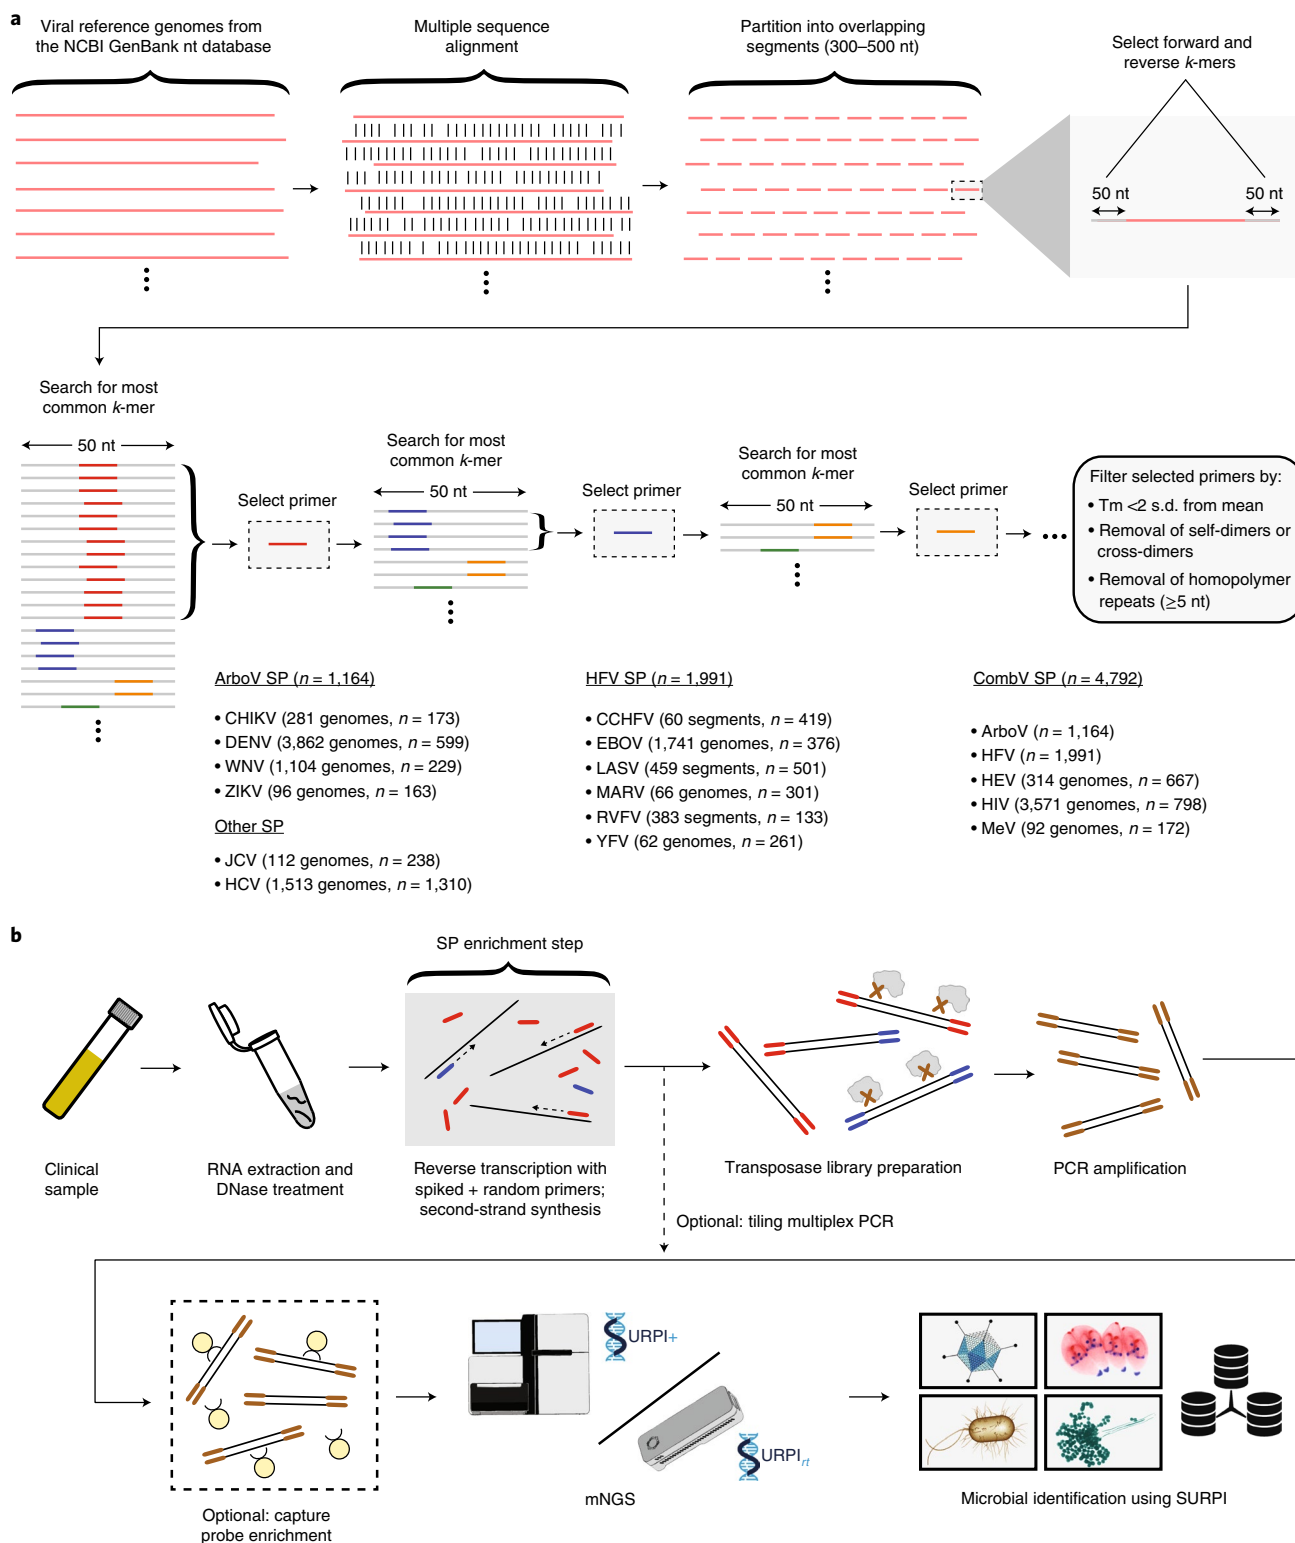 a
Viral reference genomes from
the NCBI GenBank nt database
Multiple sequence
alignment
Partition into overlapping
segments (300–500 nt)
Select forward and
reverse k-mers
50 nt
50 nt
Search for most
common k-mer
50 nt
Select primer
Search for most
common k-mer
50 nt
Select primer
Search for most
common k-mer
50 nt
Select primer
Filter selected primers by:
• Tm <2 s.d. from mean
• Removal of self-dimers or
cross-dimers
• Removal of homopolymer
repeats (≥5 nt)
ArboV SP (n = 1,164)
• CHIKV (281 genomes, n = 173)
• DENV (3,862 genomes, n = 599)
• WNV (1,104 genomes, n = 229)
• ZIKV (96 genomes, n = 163)
Other SP
• JCV (112 genomes, n = 238)
• HCV (1,513 genomes, n = 1,310)
HFV SP (n = 1,991)
• CCHFV (60 segments, n = 419)
• EBOV (1,741 genomes, n = 376)
• LASV (459 segments, n = 501)
• MARV (66 genomes, n = 301)
• RVFV (383 segments, n = 133)
• YFV (62 genomes, n = 261)
CombV SP (n = 4,792)
• ArboV (n = 1,164)
• HFV (n = 1,991)
• HEV (314 genomes, n = 667)
• HIV (3,571 genomes, n = 798)
• MeV (92 genomes, n = 172)
b
SP enrichment step
Clinical
sample
RNA extraction and
DNase treatment
Reverse transcription with
spiked + random primers;
second-strand synthesis
Transposase library preparation
PCR amplification
Optional: tiling multiplex PCR
Optional: capture
probe enrichment
URPI+
URPIrt
mNGS
Microbial identification using SURPI